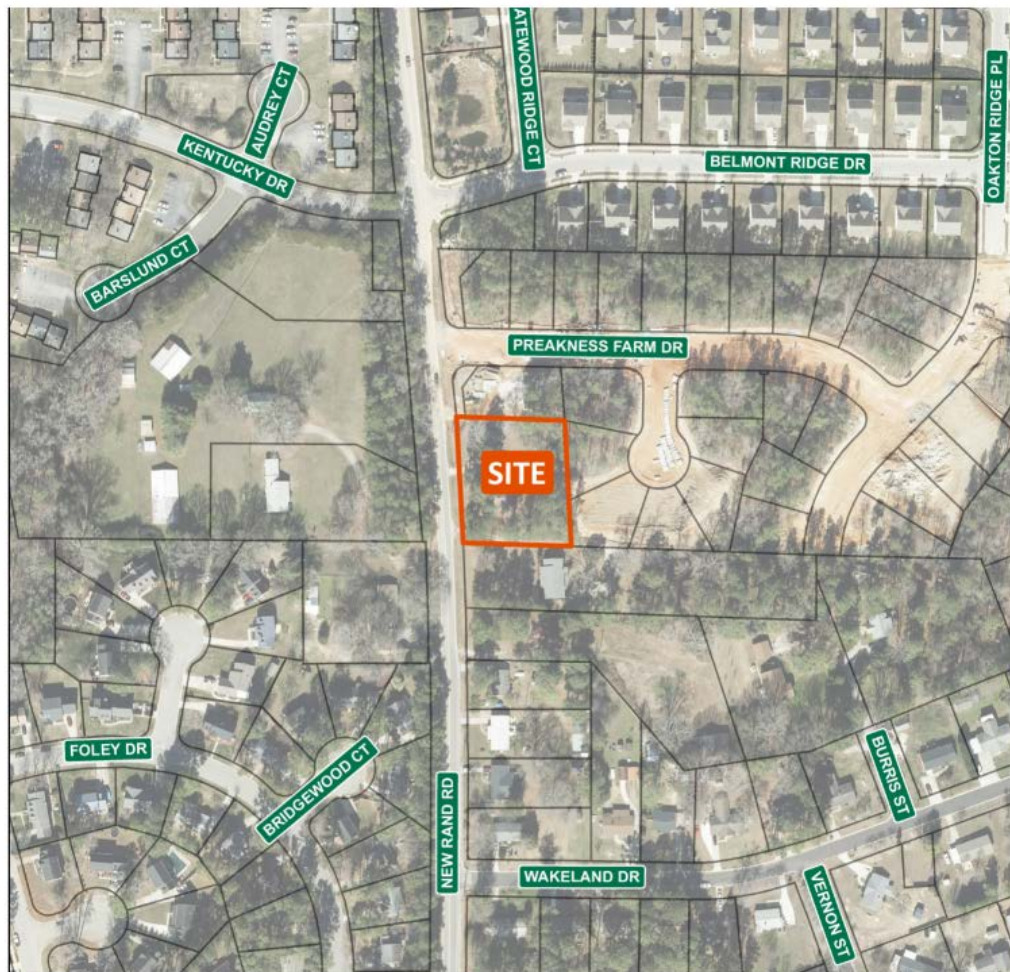 ATEWOOD RIDGE CT
OAKTON RIDGE PL
AUDREY CT
KENTUCKY DR
BELMONT RIDGE DR
BARSLUND CT
PREAKNESS FARM DR
SITE
FOLEY DR
BRIDGEWOOD CT
NEW RAND RD
BURRIS ST
WAKELAND DR
VERNON ST